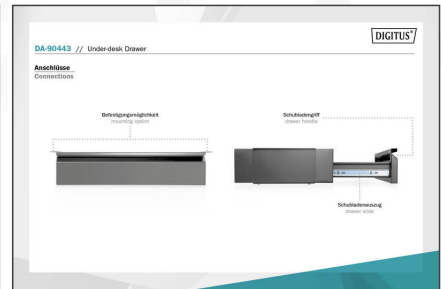 DIGITUS®
DA-90443 // Under-desk Drawer
Anschlüsse
Connections
Befestigungsmöglichkeit
mounting option
Schubladengriff
drawer handle
Schubladenauszug
drawer slide